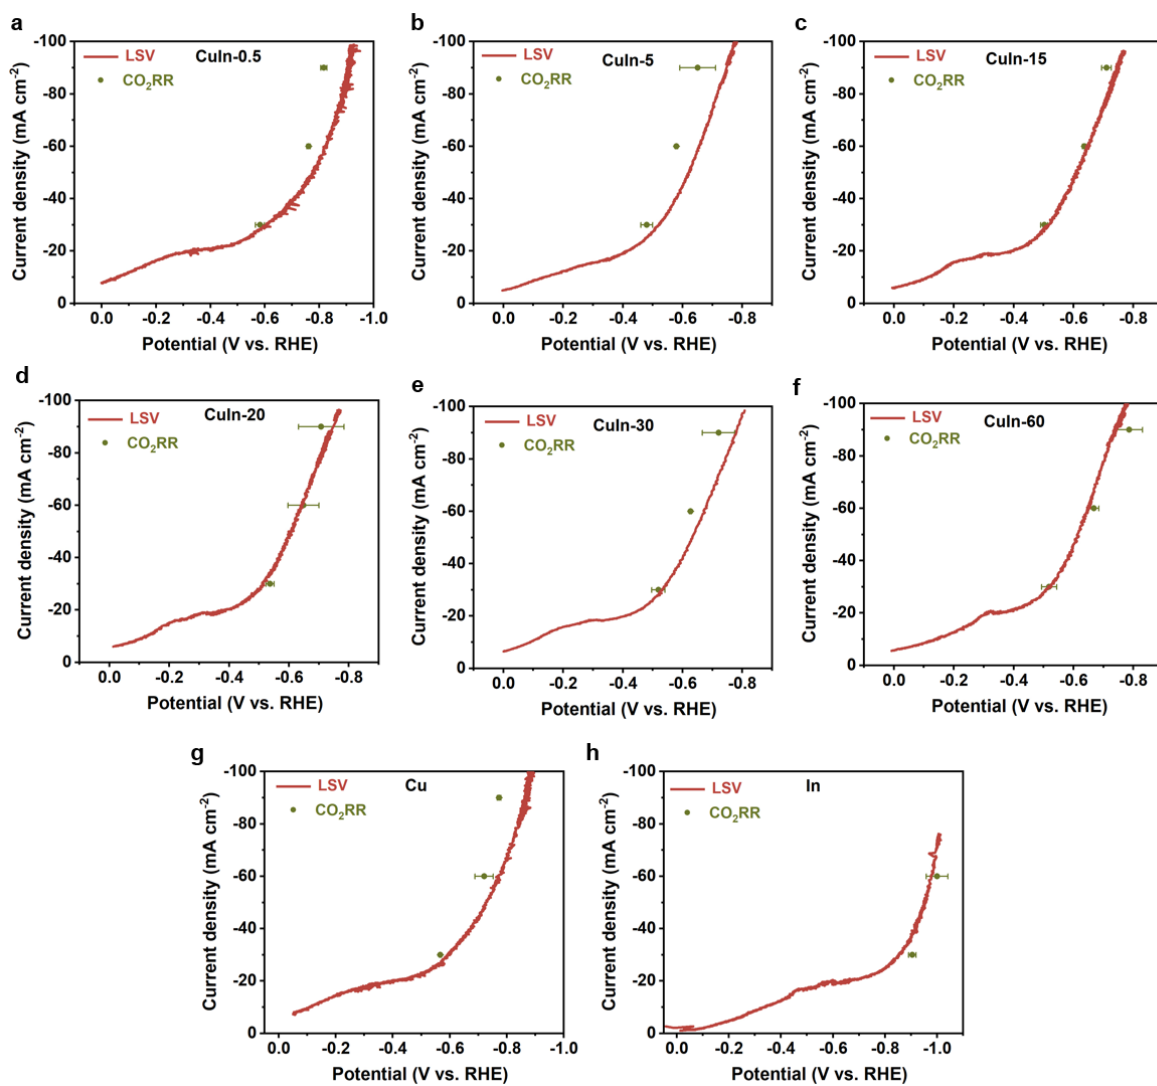 a
-100
-80
-60
-40
-20
0
Current density (mA cm⁻²)
LSV
CO₂RR
CuIn-0.5
0.0 -0.2 -0.4 -0.6 -0.8 -1.0
Potential (V vs. RHE)
b
-100
-80
-60
-40
-20
0
Current density (mA cm⁻²)
LSV
CO₂RR
CuIn-5
0.0 -0.2 -0.4 -0.6 -0.8
Potential (V vs. RHE)
c
-100
-80
-60
-40
-20
0
Current density (mA cm⁻²)
LSV
CO₂RR
CuIn-15
0.0 -0.2 -0.4 -0.6 -0.8
Potential (V vs. RHE)
d
-100
-80
-60
-40
-20
0
Current density (mA cm⁻²)
LSV
CO₂RR
CuIn-20
0.0 -0.2 -0.4 -0.6 -0.8
Potential (V vs. RHE)
e
-100
-80
-60
-40
-20
0
Current density (mA cm⁻²)
LSV
CO₂RR
CuIn-30
0.0 -0.2 -0.4 -0.6 -0.8
Potential (V vs. RHE)
f
-100
-80
-60
-40
-20
0
Current density (mA cm⁻²)
LSV
CO₂RR
CuIn-60
0.0 -0.2 -0.4 -0.6 -0.8
Potential (V vs. RHE)
g
-100
-80
-60
-40
-20
0
Current density (mA cm⁻²)
LSV
CO₂RR
Cu
0.0 -0.2 -0.4 -0.6 -0.8 -1.0
Potential (V vs. RHE)
h
-100
-80
-60
-40
-20
0
Current density (mA cm⁻²)
LSV
CO₂RR
In
0.0 -0.2 -0.4 -0.6 -0.8 -1.0
Potential (V vs. RHE)